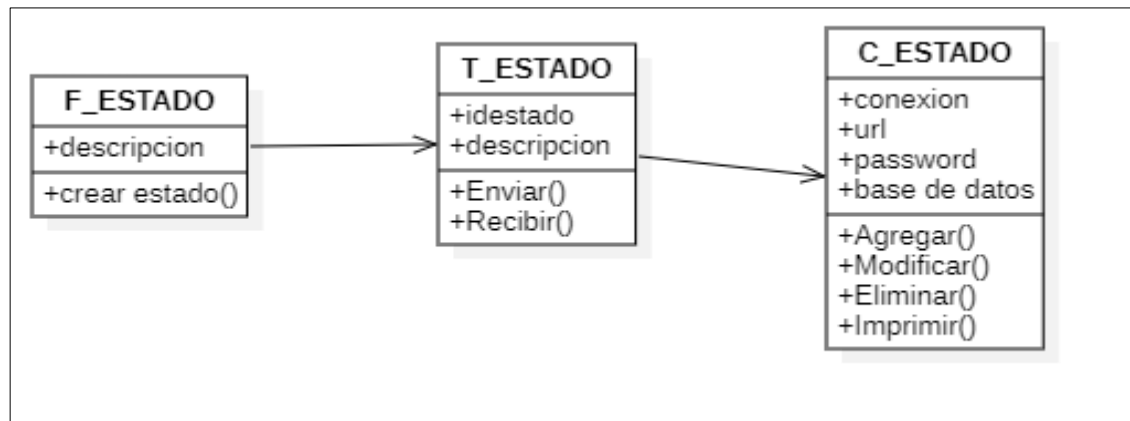 F_ESTADO
+descripcion
+crear estado()
T_ESTADO
+idestado
+descripcion
+Enviar()
+Recibir()
C_ESTADO
+conexion
+url
+password
+base de datos
+Agregar()
+Modificar()
+Eliminar()
+Imprimir()